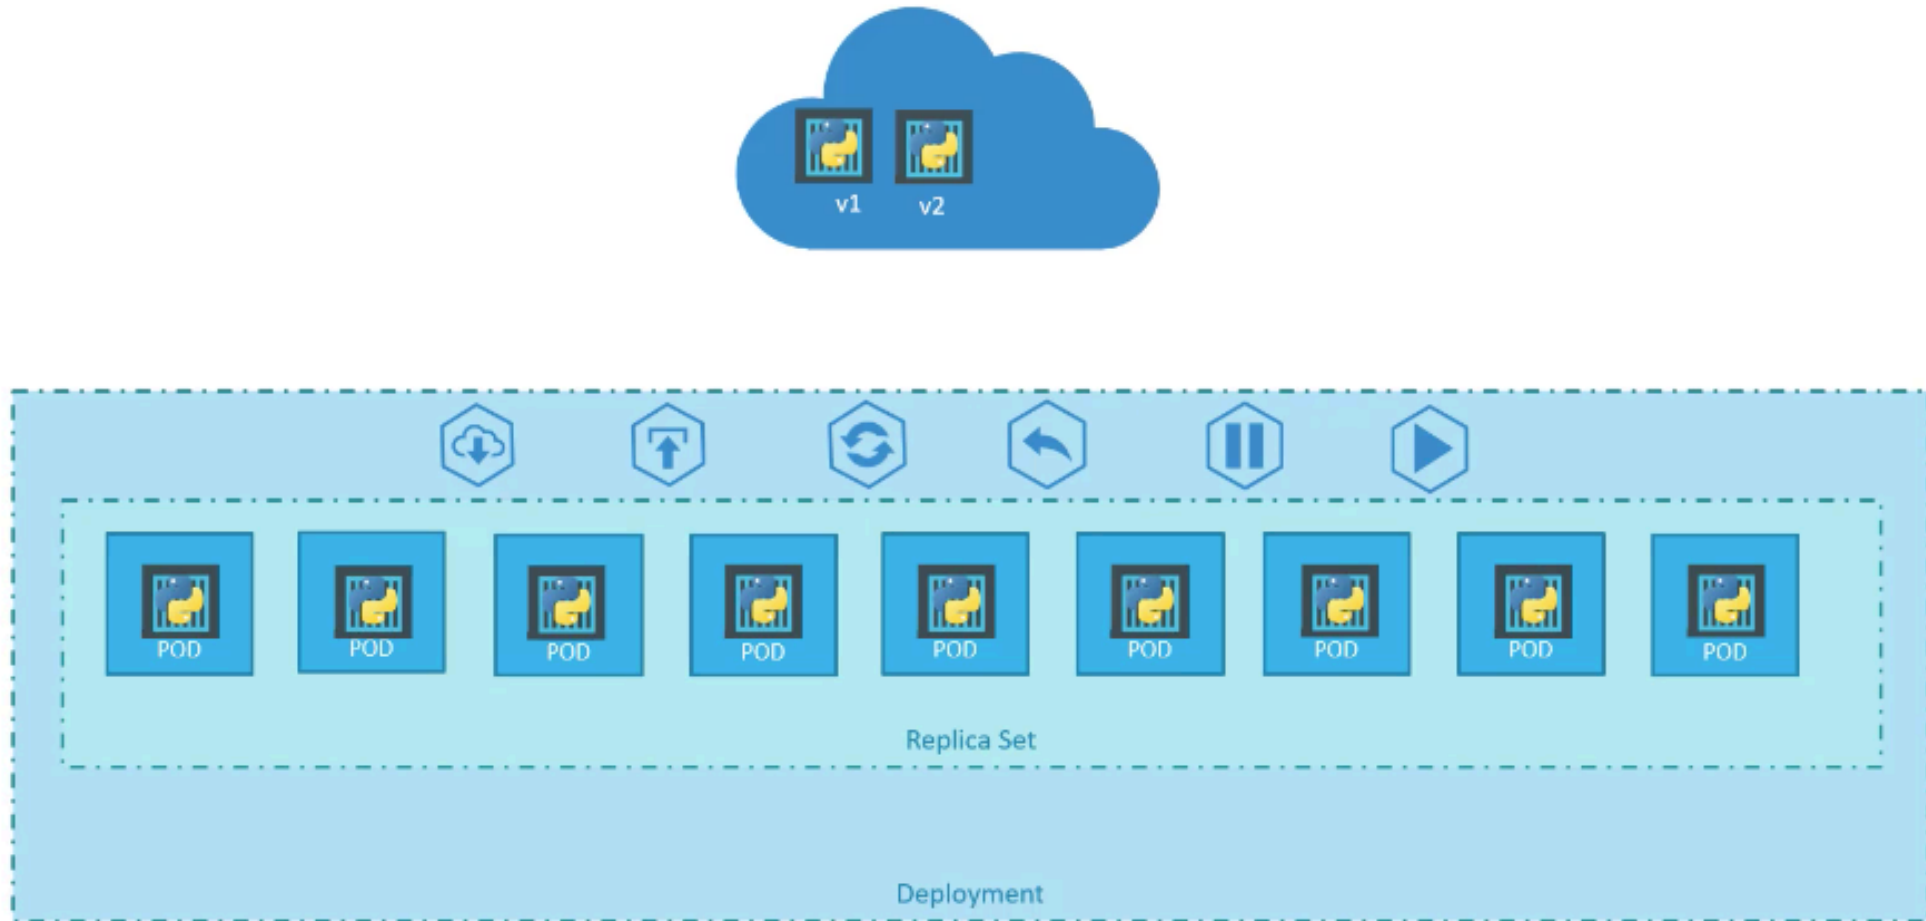 v1 v2
POD POD POD POD POD POD POD POD POD
Replica Set
Deployment